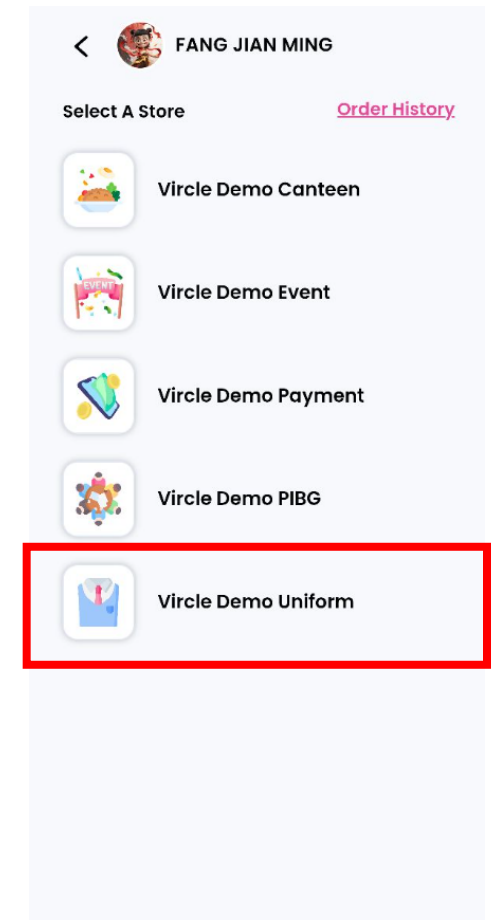 FANG JIAN MING
Select A Store
Order History
Vircle Demo Canteen
EVENT
Vircle Demo Event
Vircle Demo Payment
Vircle Demo PIBG
Vircle Demo Uniform